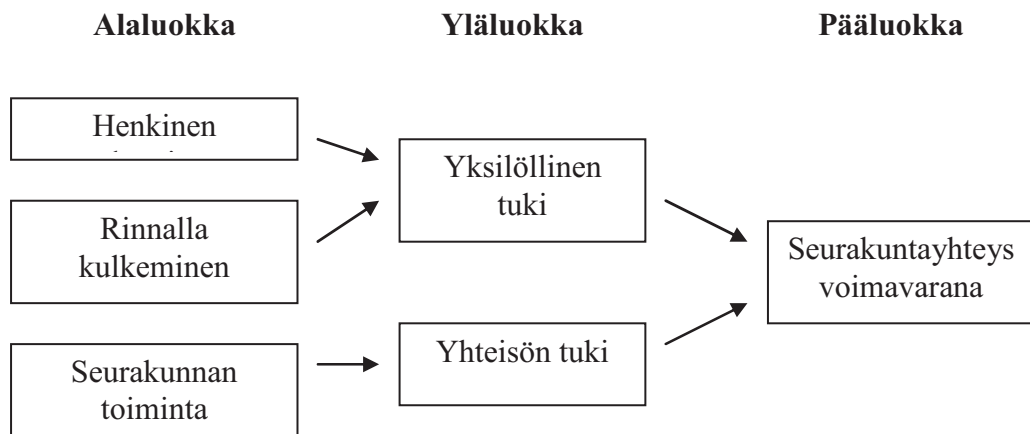 Alaluokka Yläluokka Pääluokka
Henkinen
Rinnalla
kulkeminen
Seurakunnan
toiminta
Yksilöllinen
tuki
Yhteisön tuki
Seurakuntayhteys
voimavarana